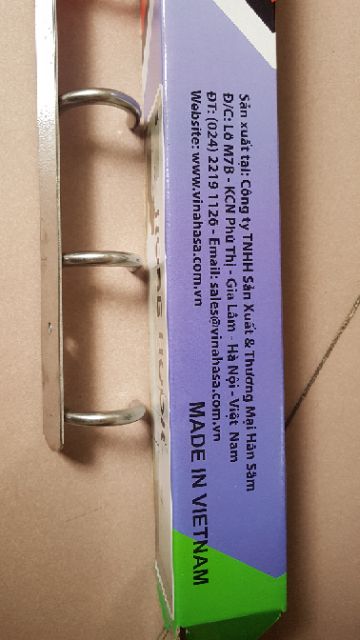 Sản xuất tại: Công ty TNHH Sản Xuất & Thương Mại Hán Sâm
Đ/C: Lô M7B - KCN Phú Thị - Gia Lâm - Hà Nội - Việt Nam
ĐT: (024) 2219 1126 - Email: sales@vinahasa.com.vn
Website: www.vinahasa.com.vn
MADE IN VIETNAM